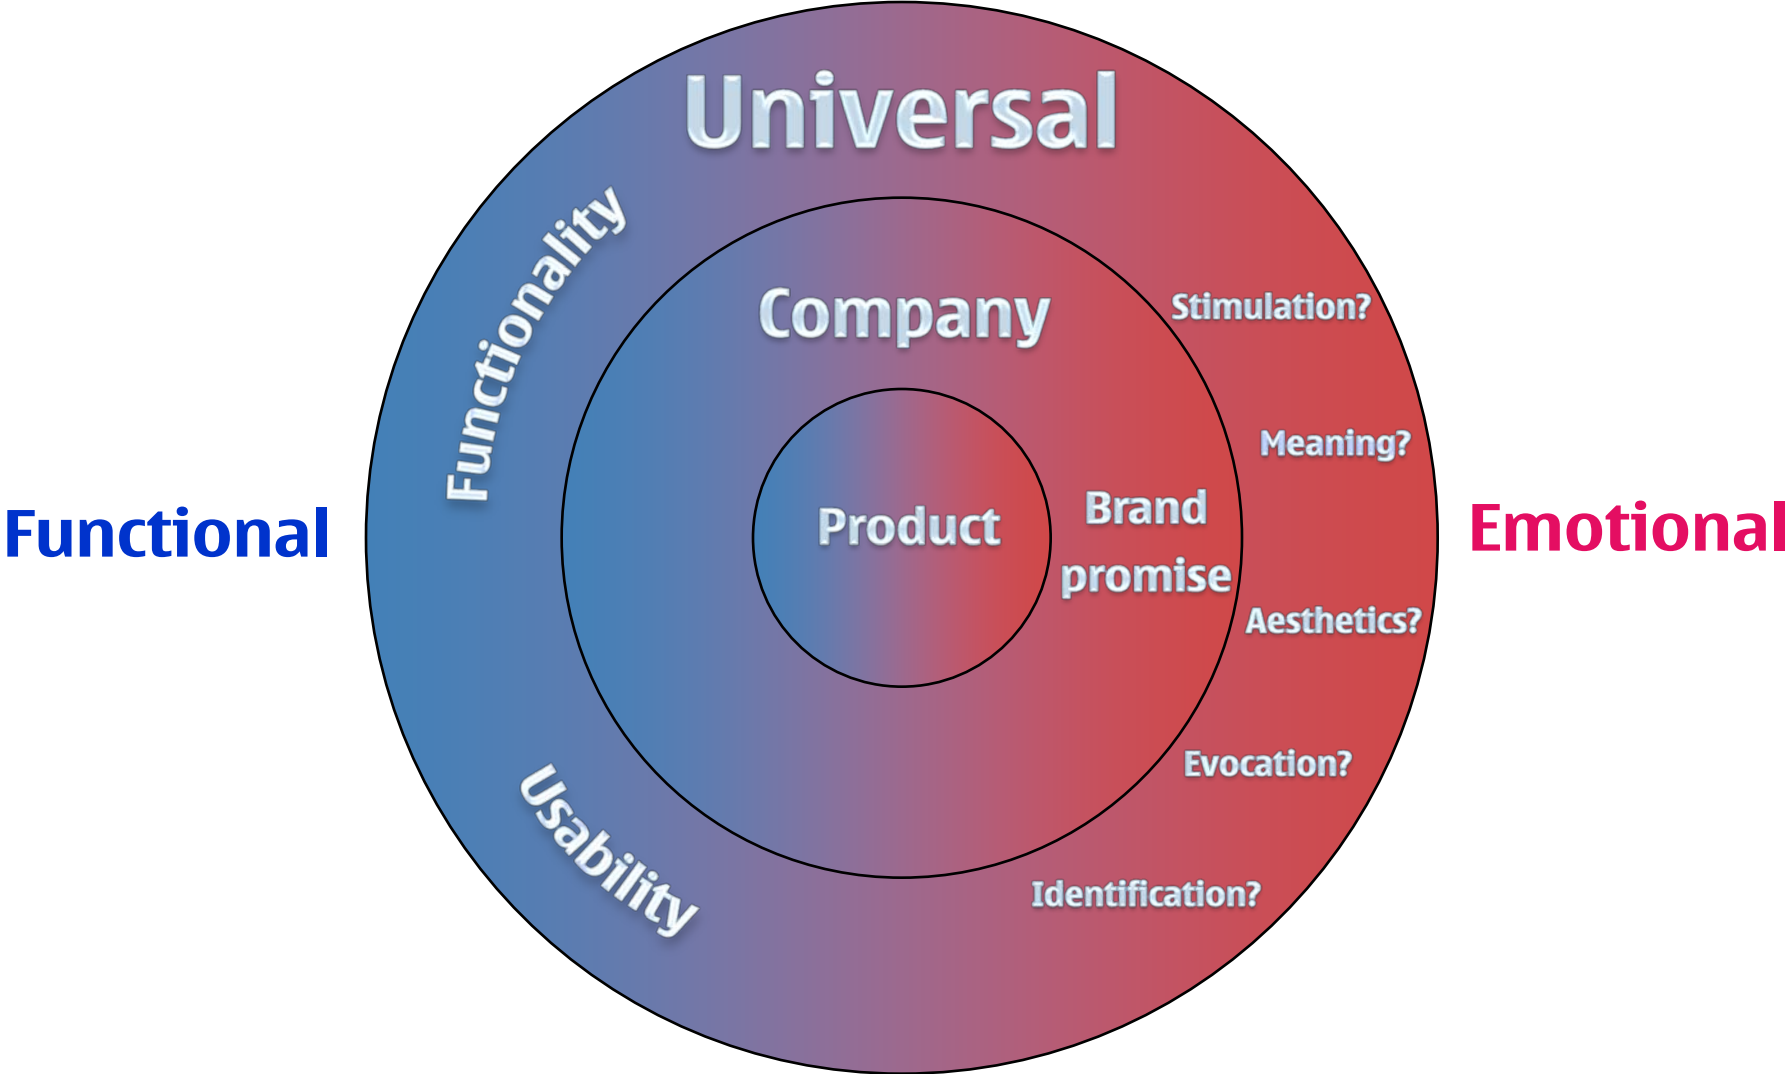 Universal
Functionality
Company
Stimulation?
Meaning?
Functional
Product
Brand
promise
Emotional
Aesthetics?
Evocation?
Usability
Identification?